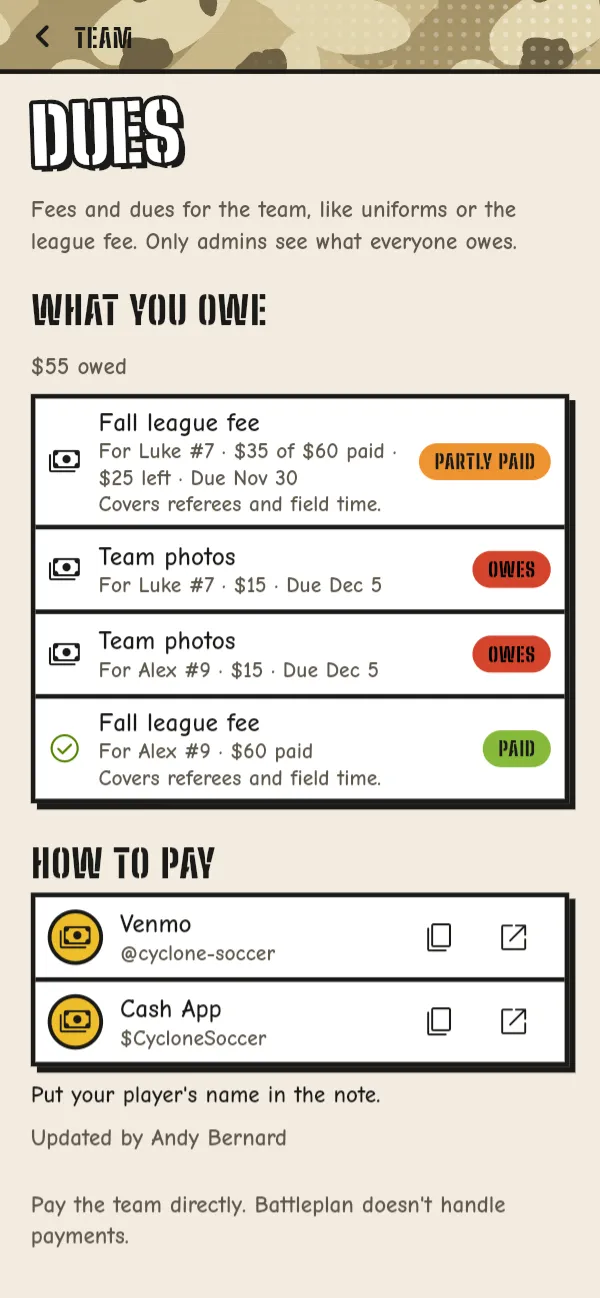 TEAM
DUES
Fees and dues for the team, like uniforms or the
league fee. Only admins see what everyone owes.
WHAT YOU OWE
$55 owed
Fall league fee
For Luke #7 · $35 of $60 paid ·
$25 left · Due Nov 30
Covers referees and field time.
PARTLY PAID
Team photos
For Luke #7 · $15 · Due Dec 5
OWES
Team photos
For Alex #9 · $15 · Due Dec 5
OWES
Fall league fee
For Alex #9 · $60 paid
Covers referees and field time.
PAID
HOW TO PAY
Venmo
@cyclone-soccer
Cash App
$CycloneSoccer
Put your player's name in the note.
Updated by Andy Bernard
Pay the team directly. Battleplan doesn't handle
payments.